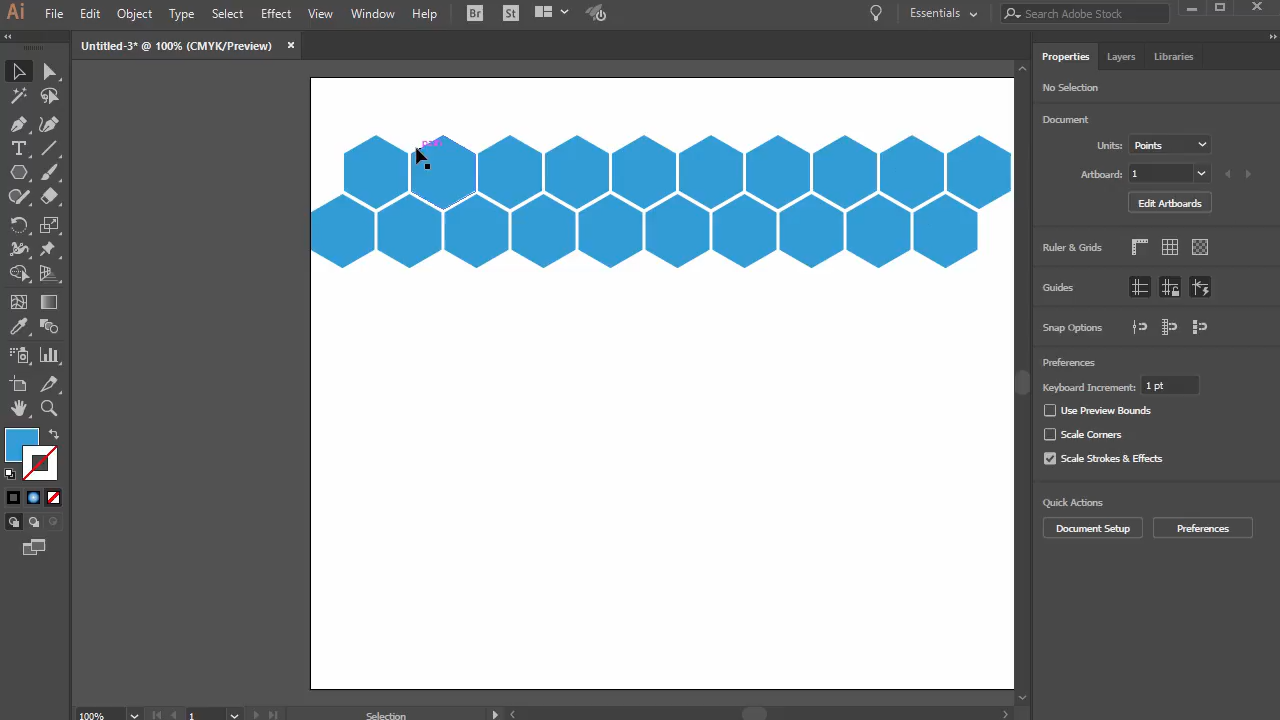 Ai File Edit Object Type Select Effect View Window Help Br St Essentials Search Adobe Stock
Untitled-3* @ 100% (CMYK/Preview) ×
Properties Layers Libraries
No Selection
Document
Units: Points
Artboard: 1
Edit Artboards
Ruler & Grids
Guides
Snap Options
Preferences
Keyboard Increment: 1 pt
Use Preview Bounds
Scale Corners
Scale Strokes & Effects
Quick Actions
Document Setup Preferences
path
100% 1 Selection